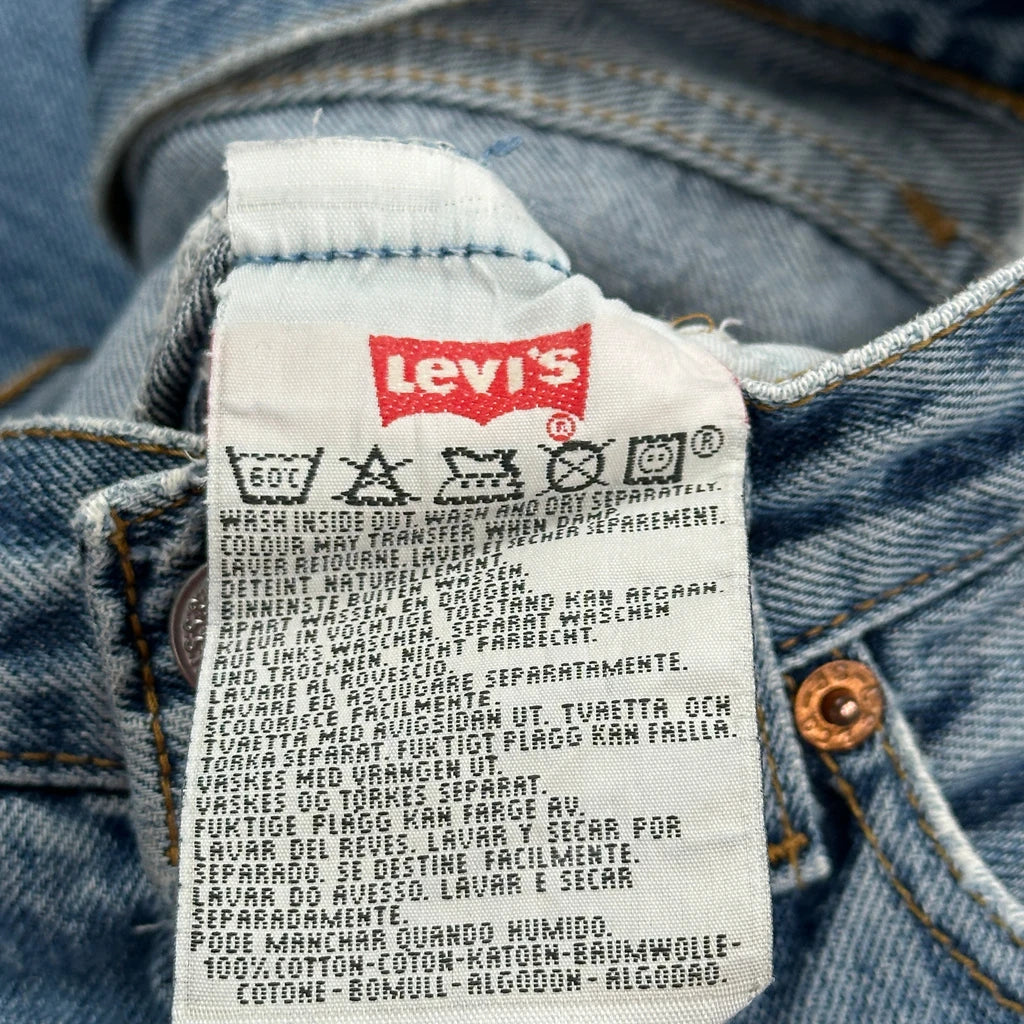 LEVI'S
®
60C
®
WASH INSIDE OUT. WASH AND DRY SEPARATELY.
COLOUR MAY TRANSFER WHEN DAMP.
LAVER RETOURNE. LAVER ET SECHER SEPAREMENT.
DETEINT NATURELLEMENT.
BINNENSTE BUITEN WASSEN.
APART WASSEN EN DROGEN.
KLEUR IN VOCHTIGE TOESTAND KAN AFGAAN.
AUF LINKS WASCHEN. SEPARAT WASCHEN
UND TROCKNEN. NICHT FARBECHT.
LAVARE AL ROVESCIO.
LAVARE ED ASCIUGARE SEPARATAMENTE.
SCOLORISCE FACILMENTE.
TVAETTA MED AVIGSIDAN UT. TVAETTA OCH
TORKA SEPARAT. FUKTIGT PLAGG KAN FAELLA.
VASKES MED VRANGEN UT.
VASKES OG TORKES SEPARAT.
FUKTIGE PLAGG KAN FARGE AV.
LAVAR DEL REVES. LAVAR Y SECAR POR
SEPARADO. SE DESTINE FACILMENTE.
LAVAR DO AVESSO. LAVAR E SECAR
SEPARADAMENTE.
PODE MANCHAR QUANDO HUMIDO.
100% COTTON-COTON-KATOEN-BAUMWOLLE-
COTONE-BOMULL-ALGODON-ALGODAO.